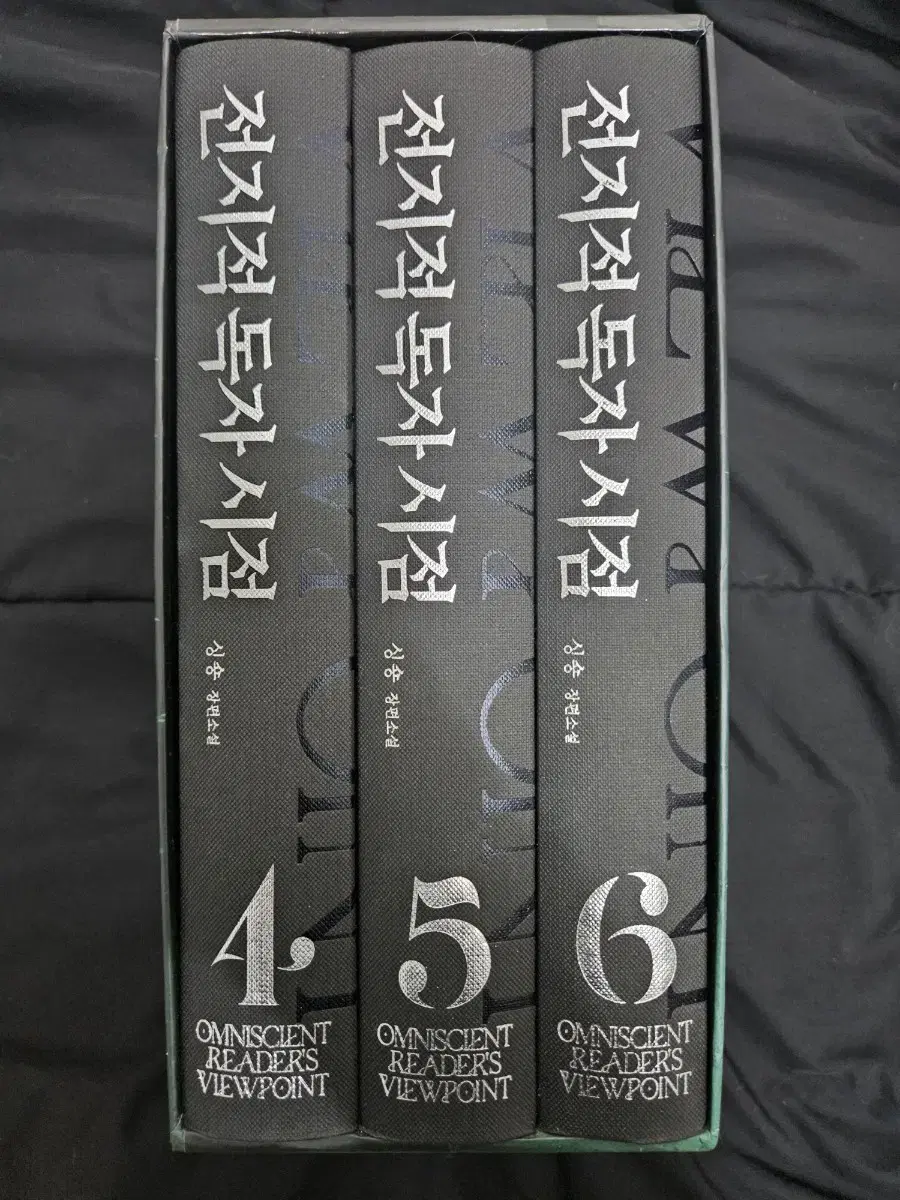 전지적 독자 시점
싱숑 장편소설
4
OMNISCIENT
READER'S
VIEWPOINT
전지적 독자 시점
싱숑 장편소설
5
OMNISCIENT
READER'S
VIEWPOINT
전지적 독자 시점
싱숑 장편소설
6
OMNISCIENT
READER'S
VIEWPOINT